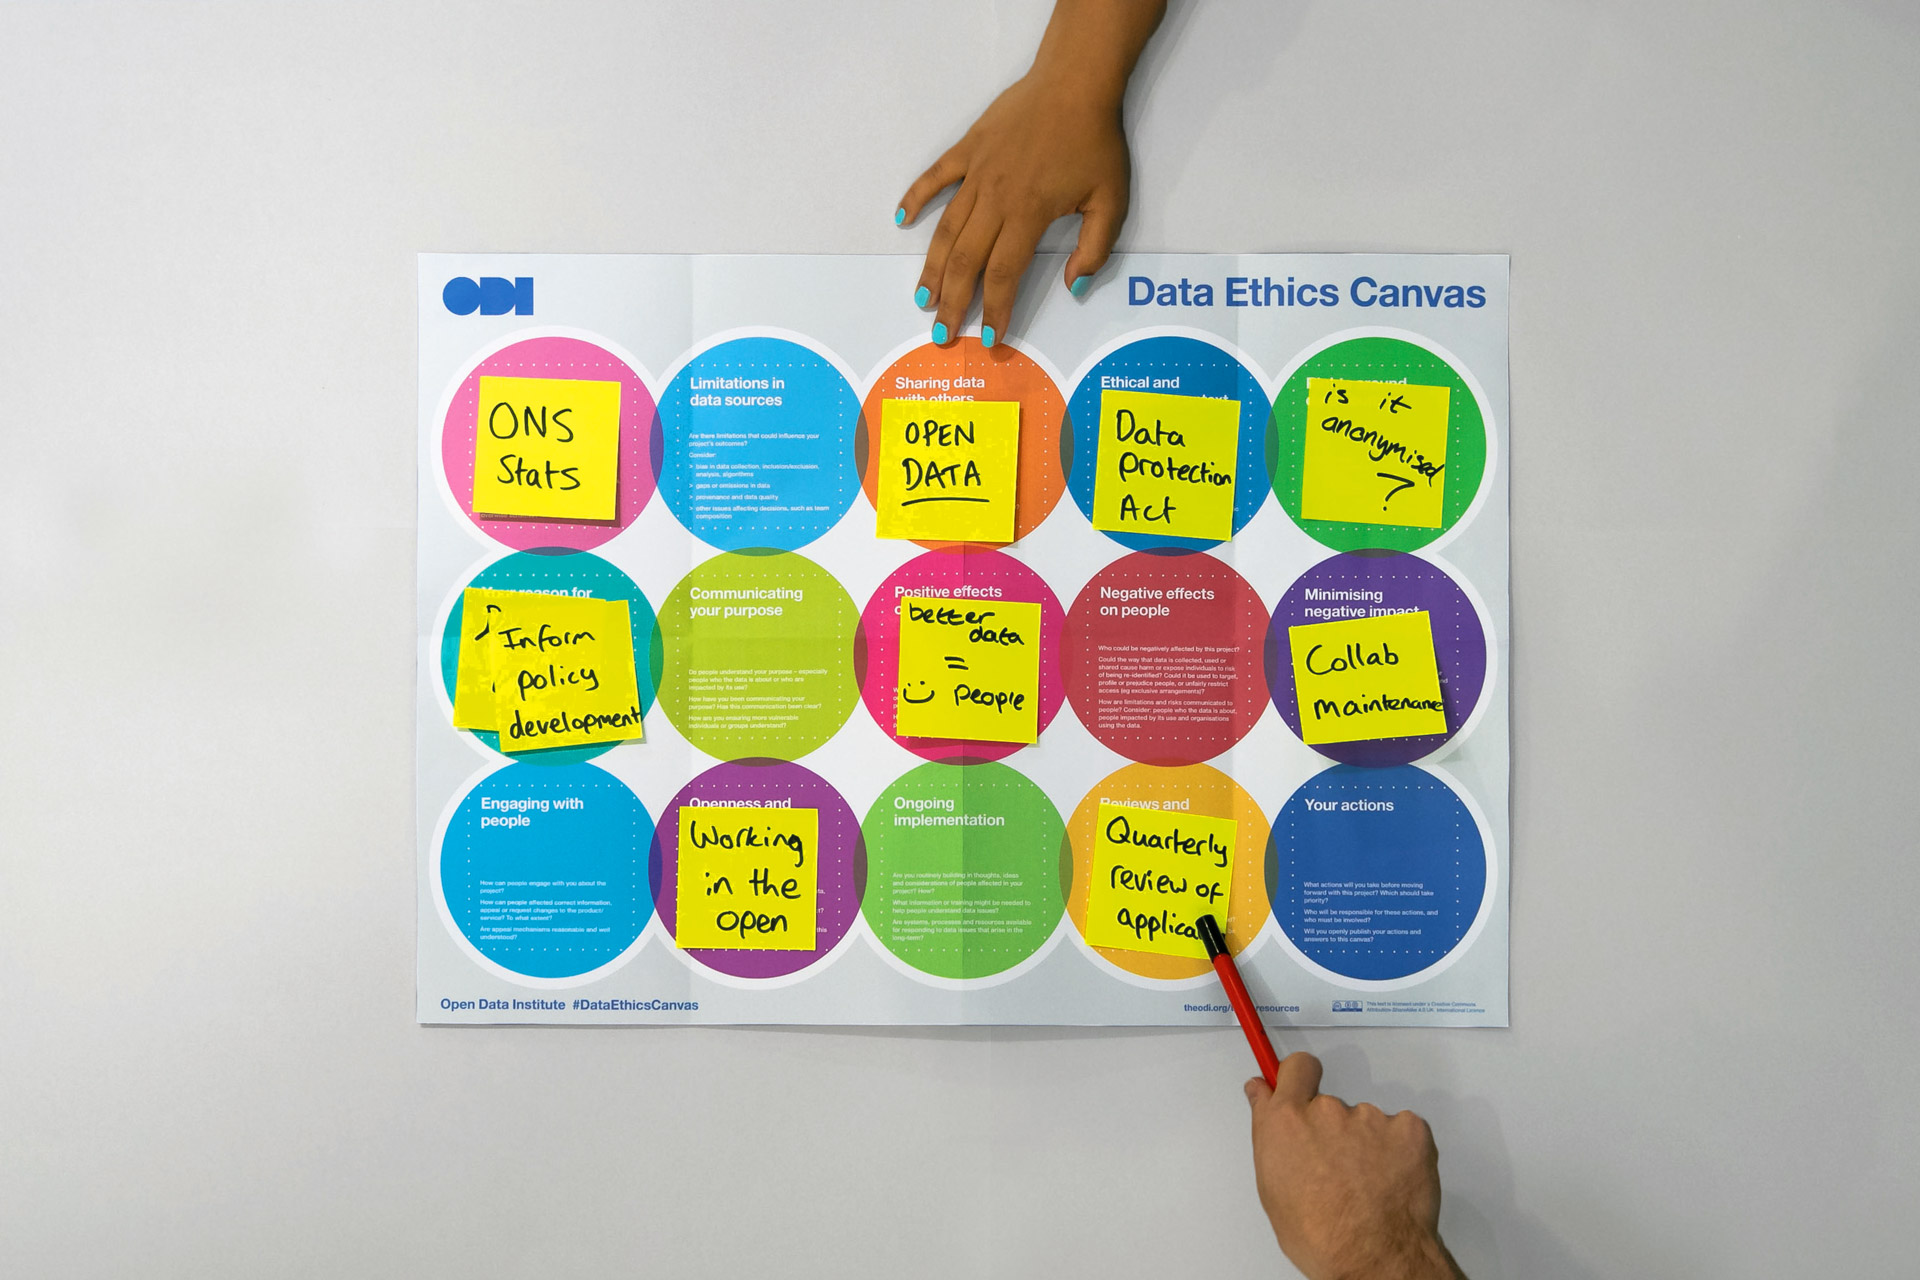 ODI
Data Ethics Canvas
ONS
Stats
Limitations in
data sources
Are there limitations that could influence your
project's outcomes?
Consider:
> bias in data collection, inclusion/exclusion,
analysis, algorithms
> gaps or omissions in data
> provenance and data quality
> other issues affecting decisions, such as team
composition
Sharing data
with others
OPEN
DATA
Ethical and
Data
Protection
Act
is it
anonymised
?
Your reason for
Inform
policy
development
Communicating
your purpose
Do people understand your purpose – especially
people who the data is about or who are
impacted by its use?
How have you been communicating your
purpose? Has this communication been clear?
How are you ensuring more vulnerable
individuals or groups understand?
Positive effects
better
data
=
people
Negative effects
on people
Who could be negatively affected by this project?
Could the way that data is collected, used or
shared cause harm or expose individuals to risk
of being re-identified? Could it be used to target,
profile or prejudice people, or unfairly restrict
access (eg exclusive arrangements)?
How are limitations and risks communicated to
people? Consider: people who the data is about,
people impacted by its use and organisations
using the data.
Minimising
negative impact
Collab
maintenance
Engaging with
people
How can people engage with you about the
project?
How can people affected correct information,
appeal or request changes to the product/
service? To what extent?
Are appeal mechanisms reasonable and well
understood?
Openness and
Working
in the
open
Ongoing
implementation
Are you routinely building in thoughts, ideas
and considerations of people affected in your
project? How?
What information or training might be needed to
help people understand data issues?
Are systems, processes and resources available
for responding to data issues that arise in the
long-term?
Reviews and
Quarterly
review of
applica
Your actions
What actions will you take before moving
forward with this project? Which should take
priority?
Who will be responsible for these actions, and
who must be involved?
Will you openly publish your actions and
answers to this canvas?
Open Data Institute #DataEthicsCanvas
theodi.org/ resources
This work is licensed under a Creative Commons
Attribution-ShareAlike 4.0 UK: International Licence